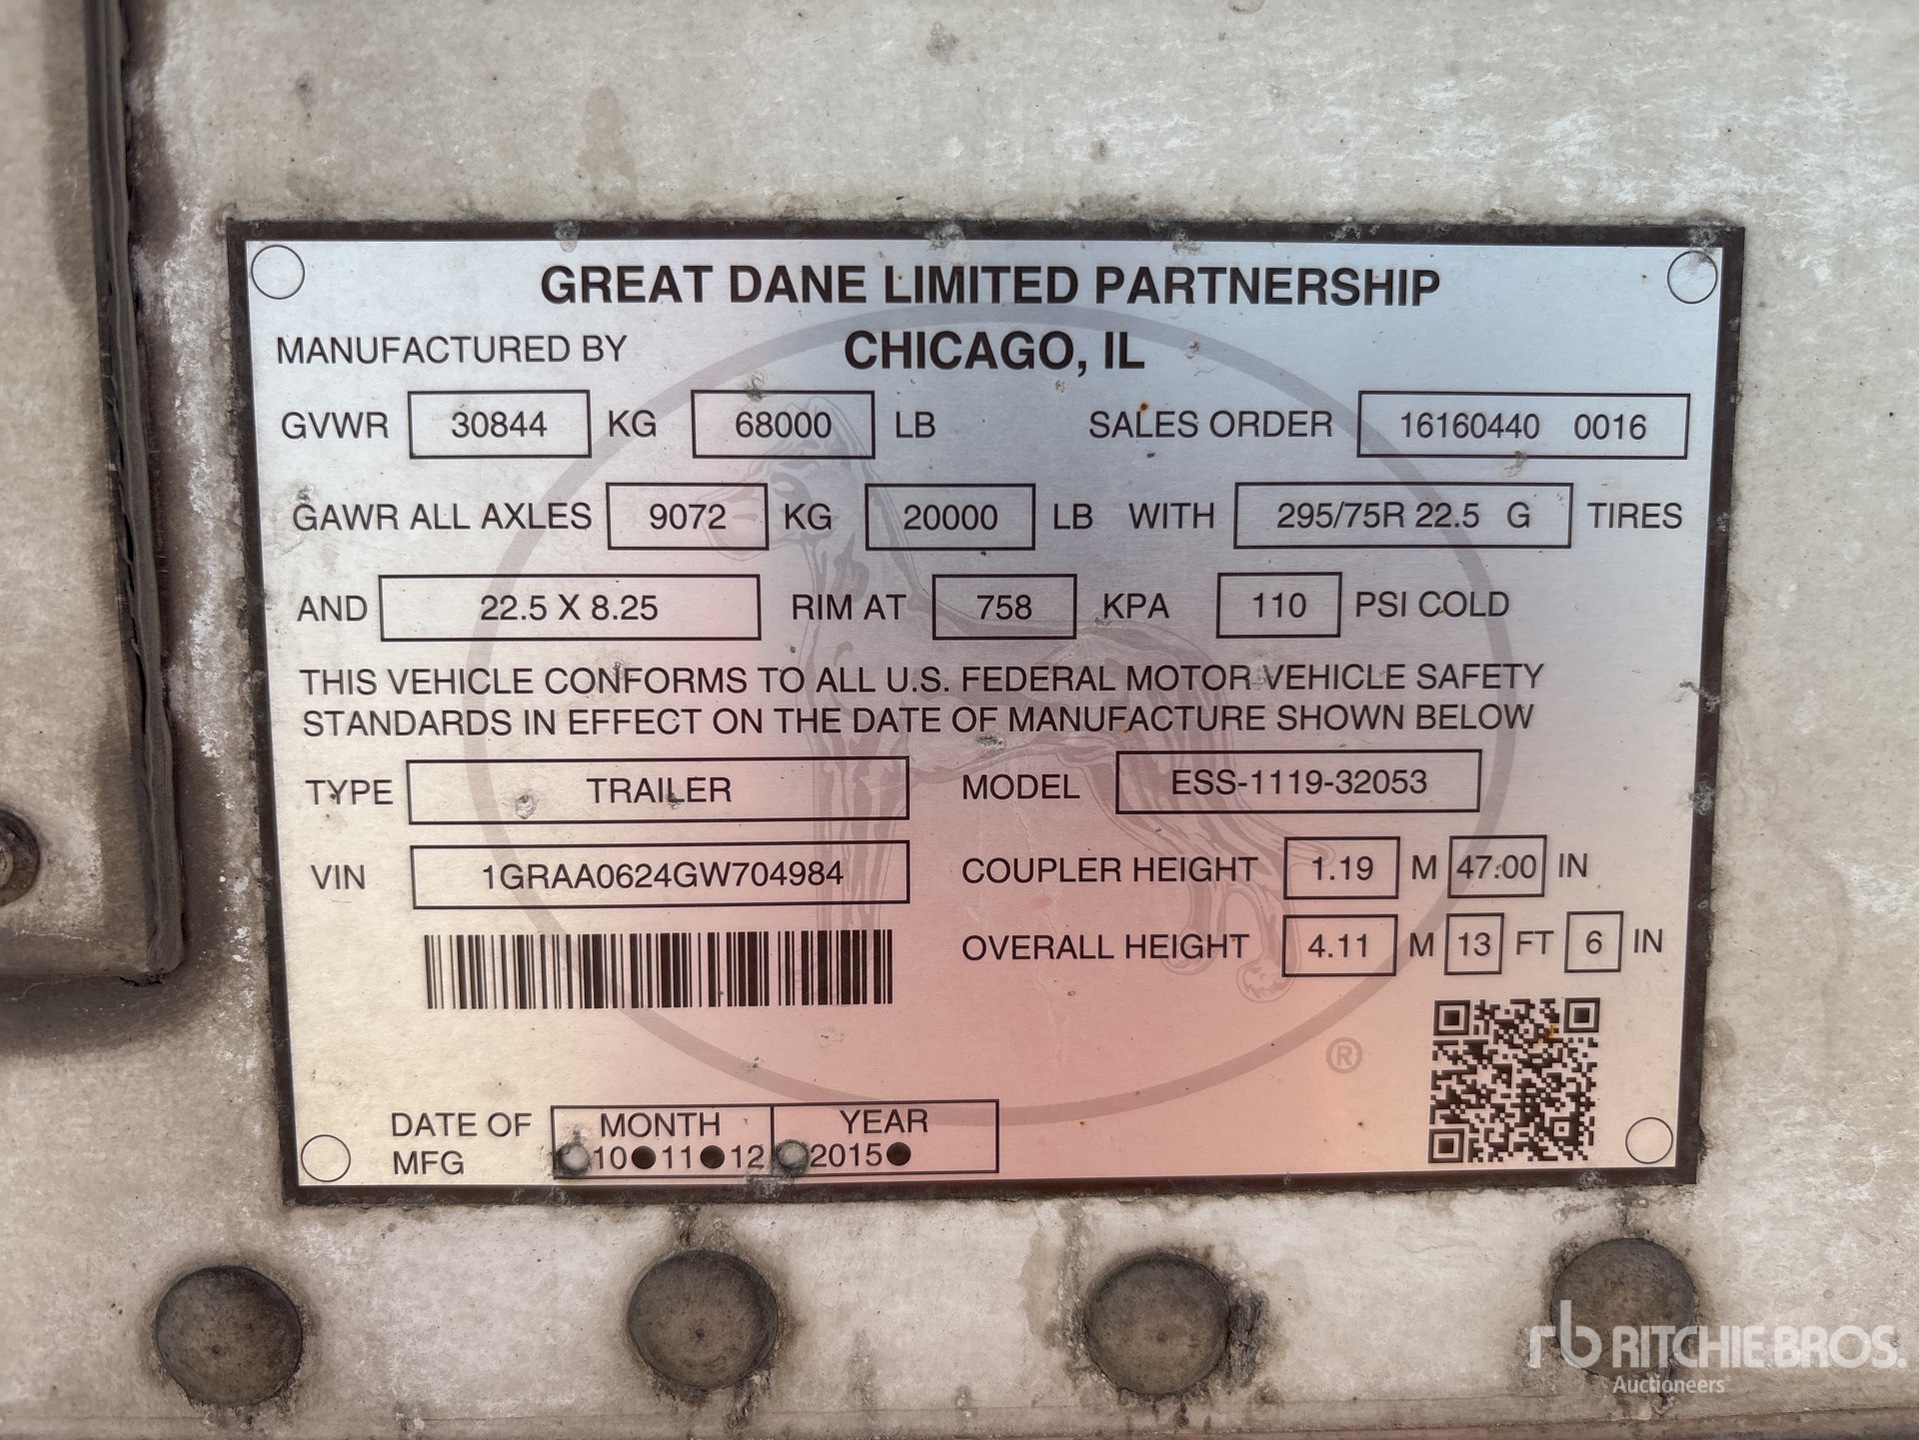 GREAT DANE LIMITED PARTNERSHIP
MANUFACTURED BY CHICAGO, IL
GVWR 30844 KG 68000 LB SALES ORDER 16160440 0016
GAWR ALL AXLES 9072 KG 20000 LB WITH 295/75R 22.5 G TIRES
AND 22.5 X 8.25 RIM AT 758 KPA 110 PSI COLD
THIS VEHICLE CONFORMS TO ALL U.S. FEDERAL MOTOR VEHICLE SAFETY
STANDARDS IN EFFECT ON THE DATE OF MANUFACTURE SHOWN BELOW
TYPE TRAILER MODEL ESS-1119-32053
VIN 1GRAA0624GW704984 COUPLER HEIGHT 1.19 M 47.00 IN
OVERALL HEIGHT 4.11 M 13 FT 6 IN
®
DATE OF MONTH YEAR
MFG 10●11●12 2015●
rb RITCHIE BROS.
Auctioneers